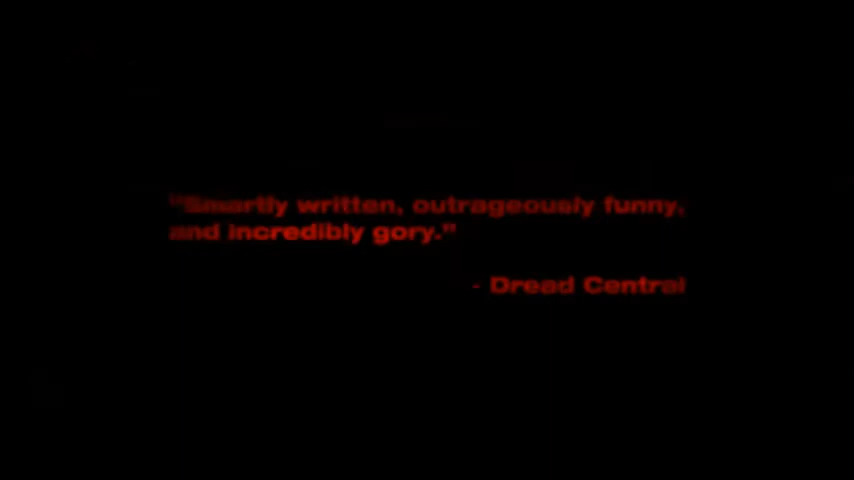 "Smartly written, outrageously funny,
and incredibly gory."
- Dread Central